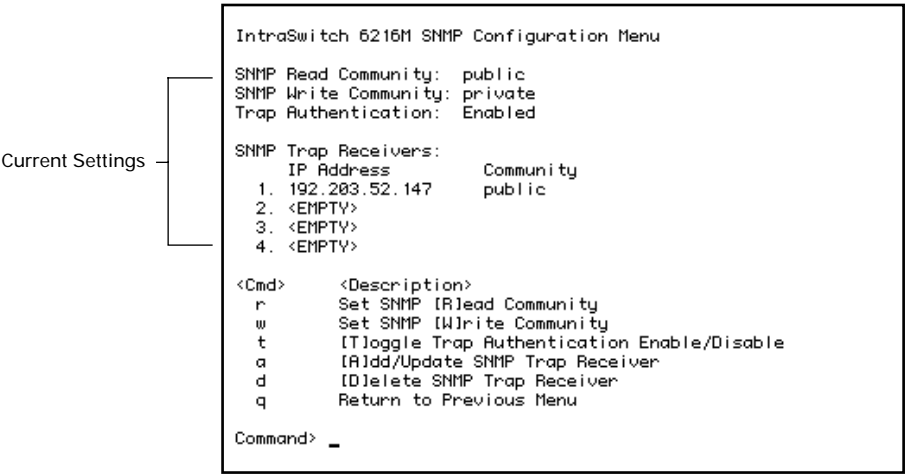 IntraSwitch 6216M SNMP Configuration Menu
SNMP Read Community: public
SNMP Write Community: private
Trap Authentication: Enabled
Current Settings
SNMP Trap Receivers:
IP Address Community
1. 192.203.52.147 public
2. <EMPTY>
3. <EMPTY>
4. <EMPTY>
<Cmd> <Description>
r Set SNMP [R]ead Community
w Set SNMP [W]rite Community
t [T]oggle Trap Authentication Enable/Disable
a [A]dd/Update SNMP Trap Receiver
d [D]elete SNMP Trap Receiver
q Return to Previous Menu
Command> _